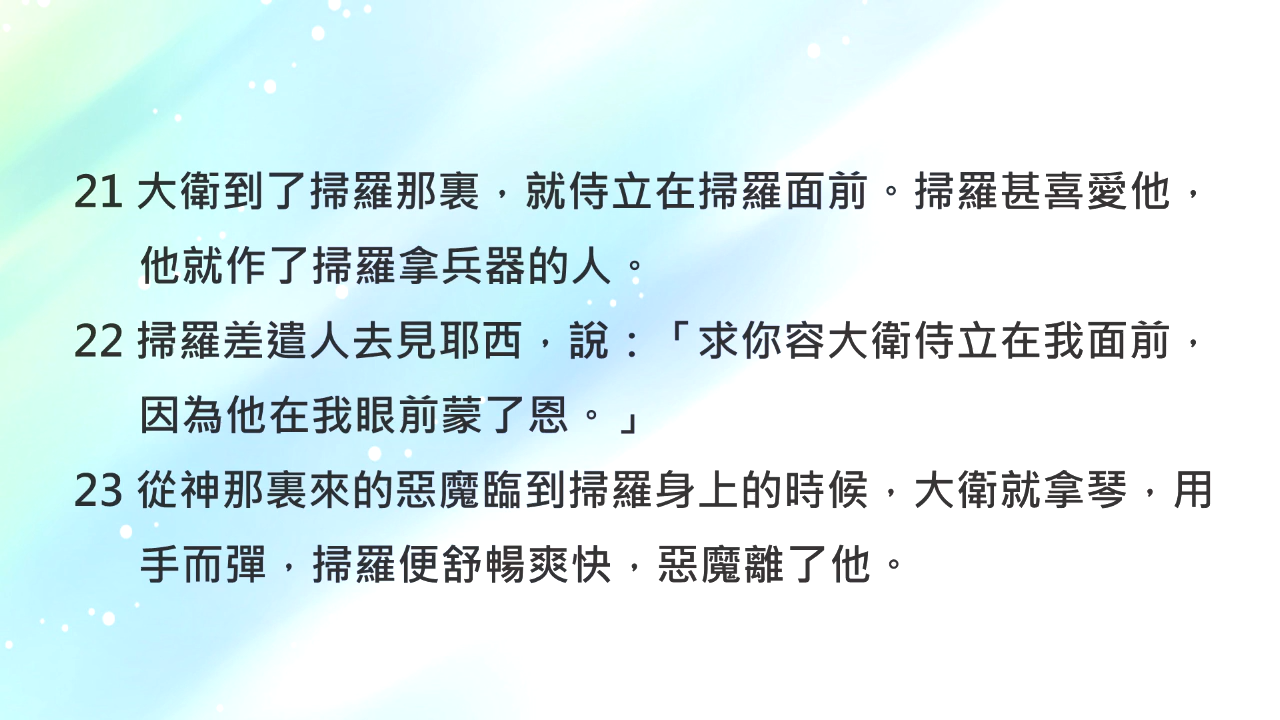 21 大衛到了掃羅那裏，就侍立在掃羅面前。掃羅甚喜愛他，
他就作了掃羅拿兵器的人。
22 掃羅差遣人去見耶西，說：「求你容大衛侍立在我面前，
因為他在我眼前蒙了恩。」
23 從神那裏來的惡魔臨到掃羅身上的時候，大衛就拿琴，用
手而彈，掃羅便舒暢爽快，惡魔離了他。